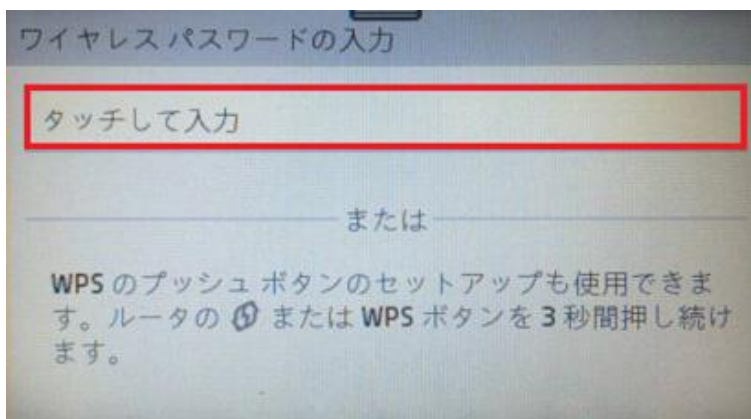 ワイヤレス パスワードの入力
タッチして入力
または
WPS のプッシュ ボタンのセットアップも使用できま
す。ルータの または WPS ボタンを 3 秒間押し続け
ます。